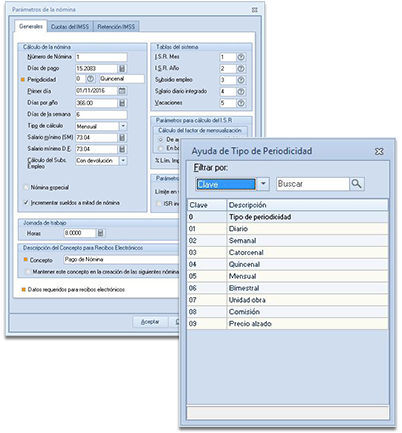 Parámetros de la nómina
Generales Cuotas del IMSS Retención IMSS
Cálculo de la nómina
Número de Nómina 1
Días de pago 15.2083
Periodicidad 0 Quincenal
Primer día 01/11/2016
Días por año 366.00
Días de la semana 6
Tipo de cálculo Mensual
Salario mínimo (SM) 73.04
Salario mínimo D.F. 73.04
Cálculo del Subs. Empleo Con devolución
Nómina especial
Incrementar sueldos a mitad de nómina
Tablas del sistema
I.S.R. Mes 1
I.S.R. Año 2
Subsidio empleo 3
Salario diario integrado 4
Vacaciones 5
Parámetros para cálculo del I.S.R
Cálculo del factor de mensualización
De a
En ba
% Lím. Imp
Parámetro
Límite en v
ISR in
Jornada de trabajo
Horas 8.0000
Descripción del Concepto para Recibos Electrónicos
Concepto Pago de Nómina
Mantener este concepto en la creación de las siguientes nómina
Datos requeridos para recibos electrónicos
Aceptar
Ayuda de Tipo de Periodicidad
Filtrar por:
Clave Buscar
Clave Descripción
0 Tipo de periodicidad
01 Diario
02 Semanal
03 Catorcenal
04 Quincenal
05 Mensual
06 Bimestral
07 Unidad obra
08 Comisión
09 Precio alzado